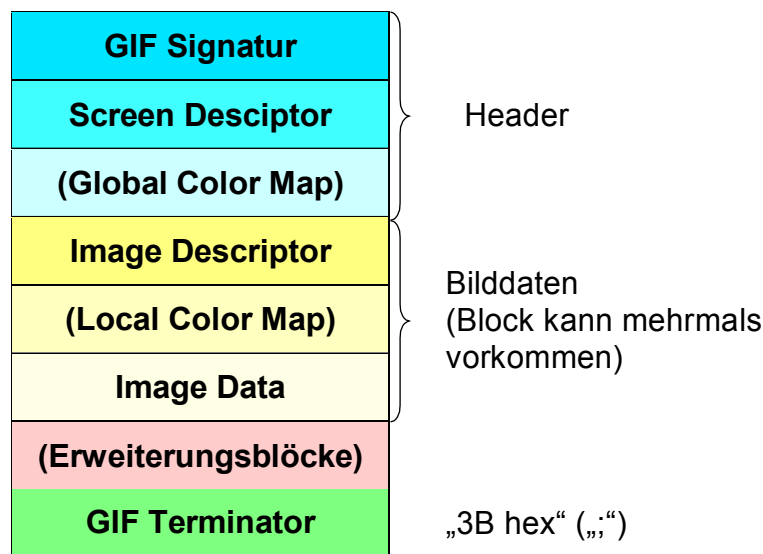 GIF Signatur
Screen Desciptor
Header
(Global Color Map)
Image Descriptor
(Local Color Map)
Bilddaten
(Block kann mehrmals
vorkommen)
Image Data
(Erweiterungsblöcke)
GIF Terminator
„3B hex“ („;“)